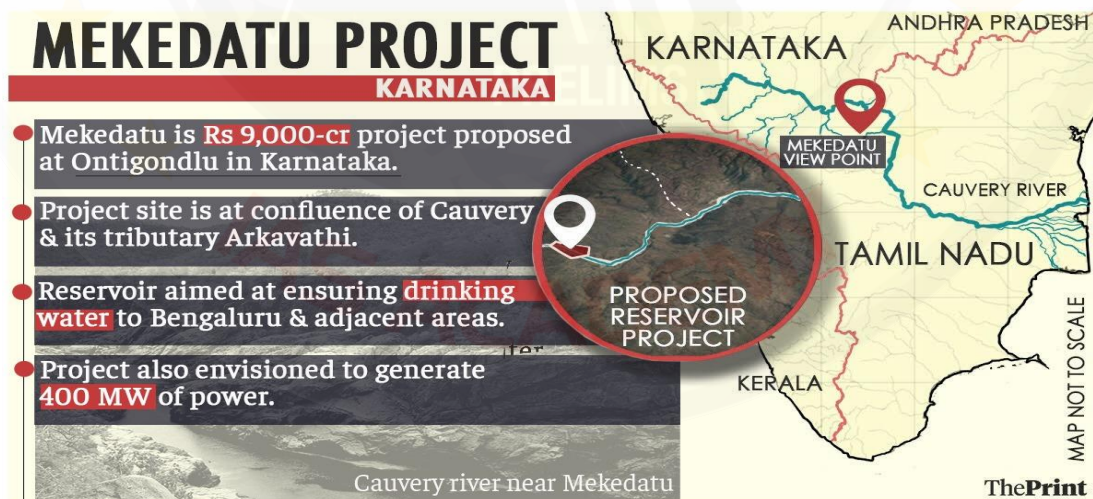 MEKEDATU PROJECT
KARNATAKA
Mekedatu is Rs 9,000-cr project proposed
at Ontigondlu in Karnataka.
Project site is at confluence of Cauvery
& its tributary Arkavathi.
Reservoir aimed at ensuring drinking
water to Bengaluru & adjacent areas.
Project also envisioned to generate
400 MW of power.
Cauvery river near Mekedatu
PROPOSED
RESERVOIR
PROJECT
ANDHRA PRADESH
KARNATAKA
MEKEDATU
VIEW POINT
CAUVERY RIVER
TAMIL NADU
KERALA
MAP NOT TO SCALE
ThePrint